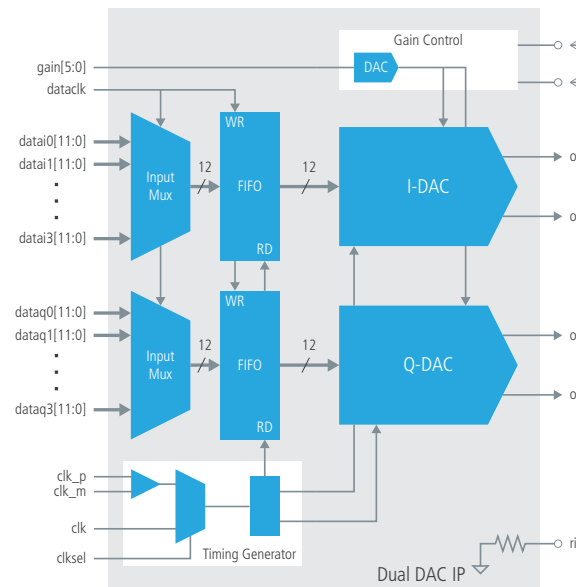 Gain Control
gain[5:0]
DAC
dataclk
WR
datai0[11:0]
datai1[11:0]
datai3[11:0]
Input
Mux
12
FIFO
12
I-DAC
RD
WR
dataq0[11:0]
dataq1[11:0]
dataq3[11:0]
Input
Mux
12
FIFO
12
Q-DAC
RD
clk_p
clk_m
clk
clksel
Timing Generator
Dual DAC IP